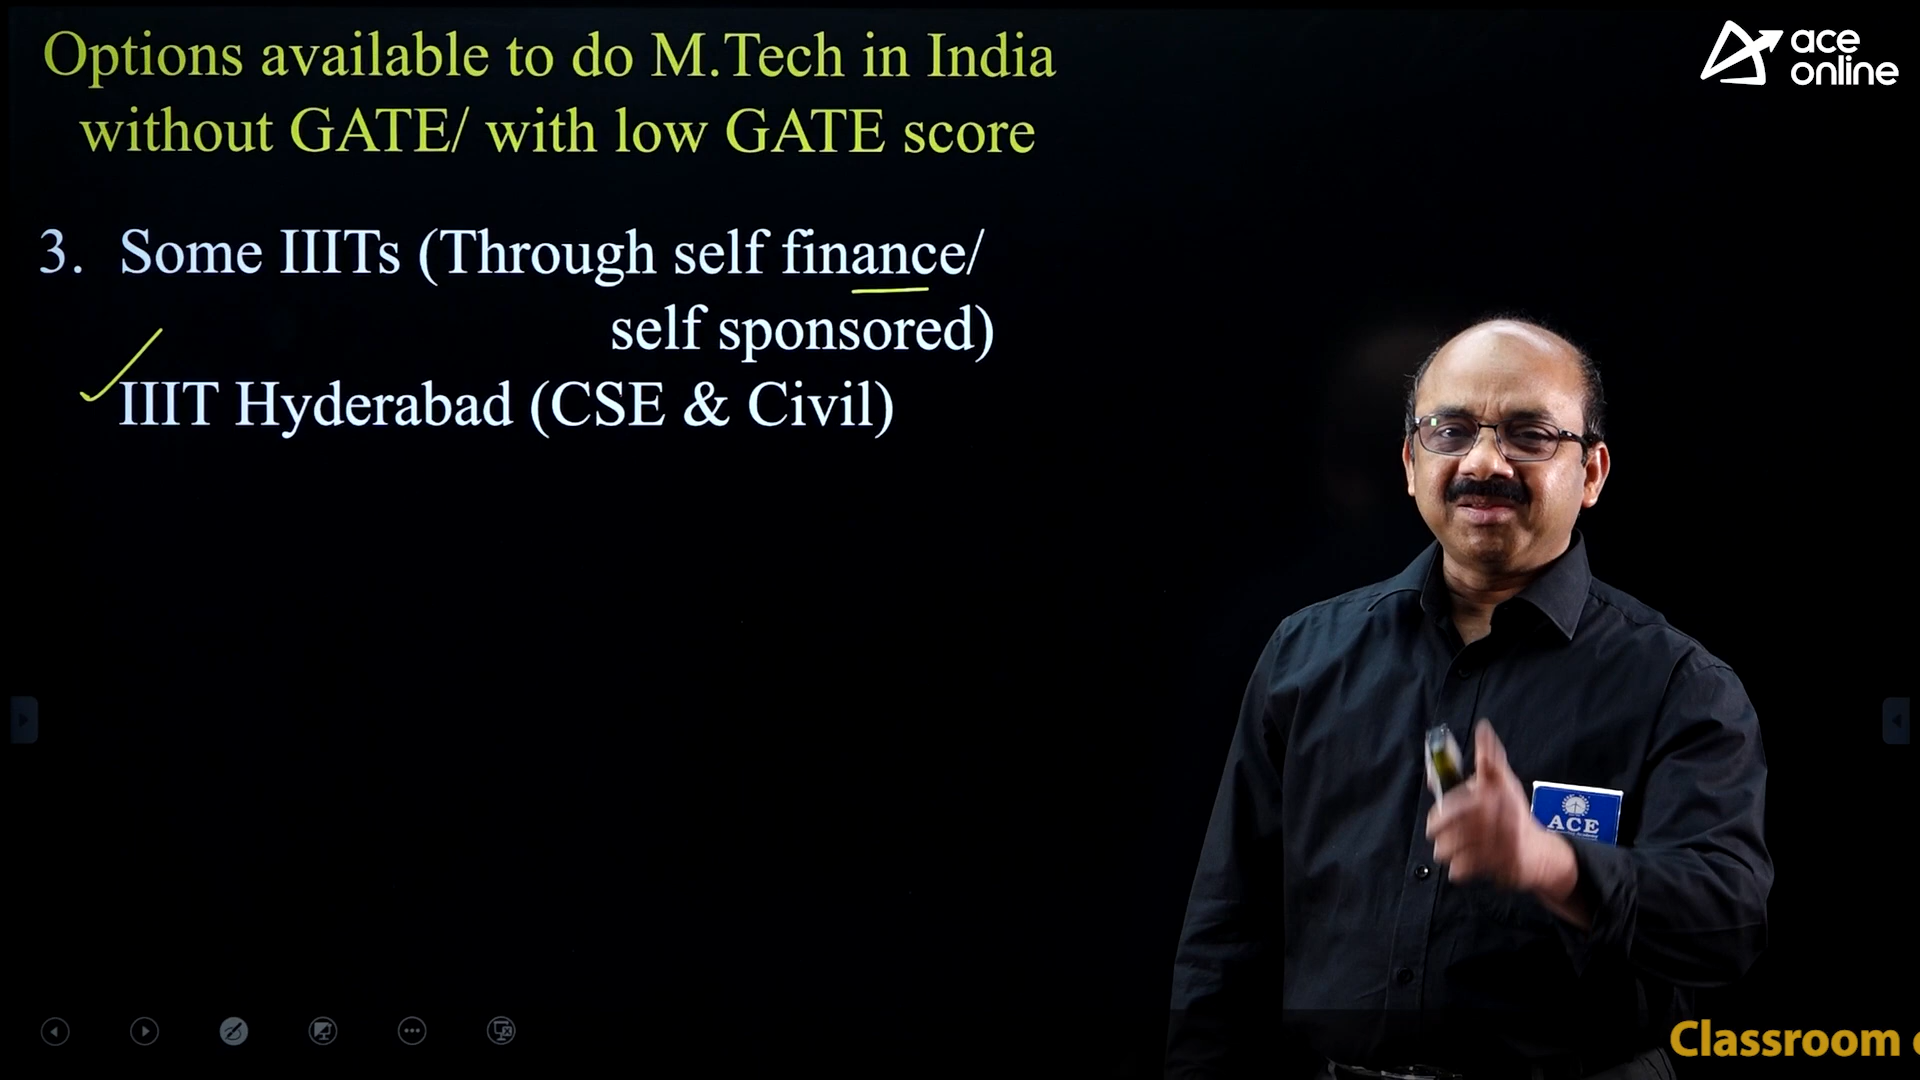 Options available to do M.Tech in India
without GATE/ with low GATE score
ace
online
3. Some IIITs (Through self finance/
self sponsored)
IIIT Hyderabad (CSE & Civil)
ACE
Classroom